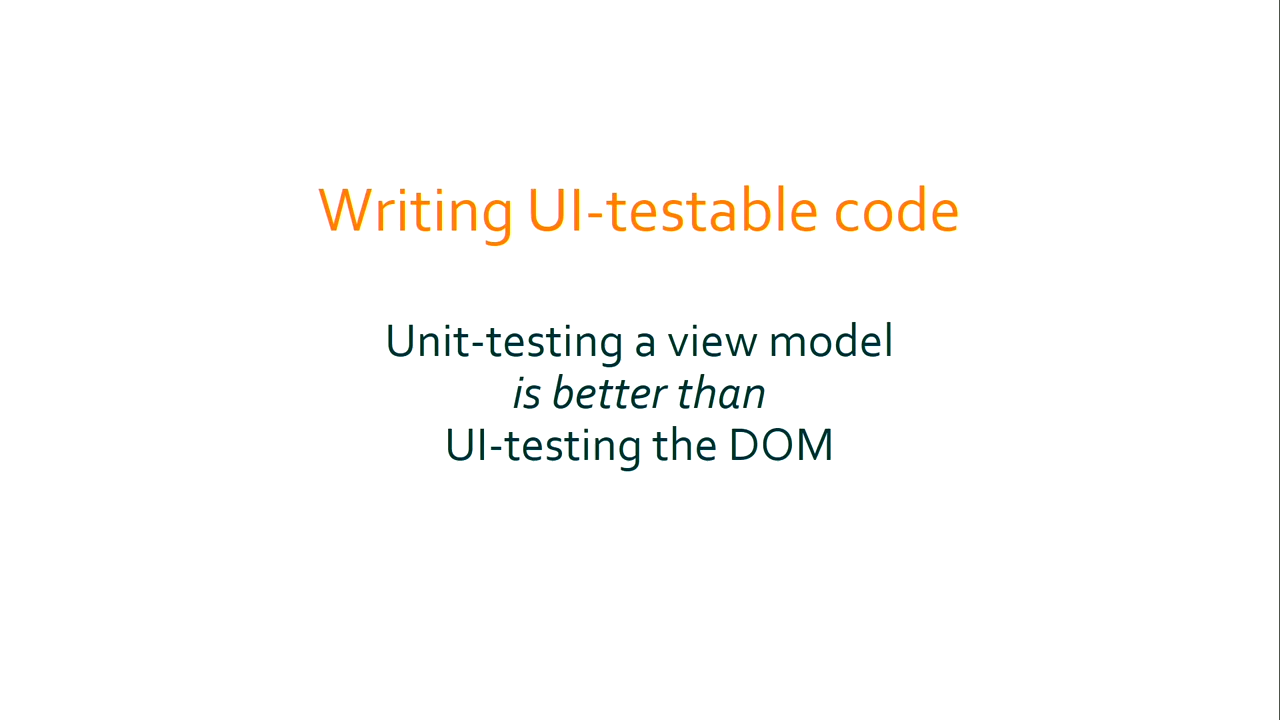 Writing UI-testable code
Unit-testing a view model
is better than
UI-testing the DOM